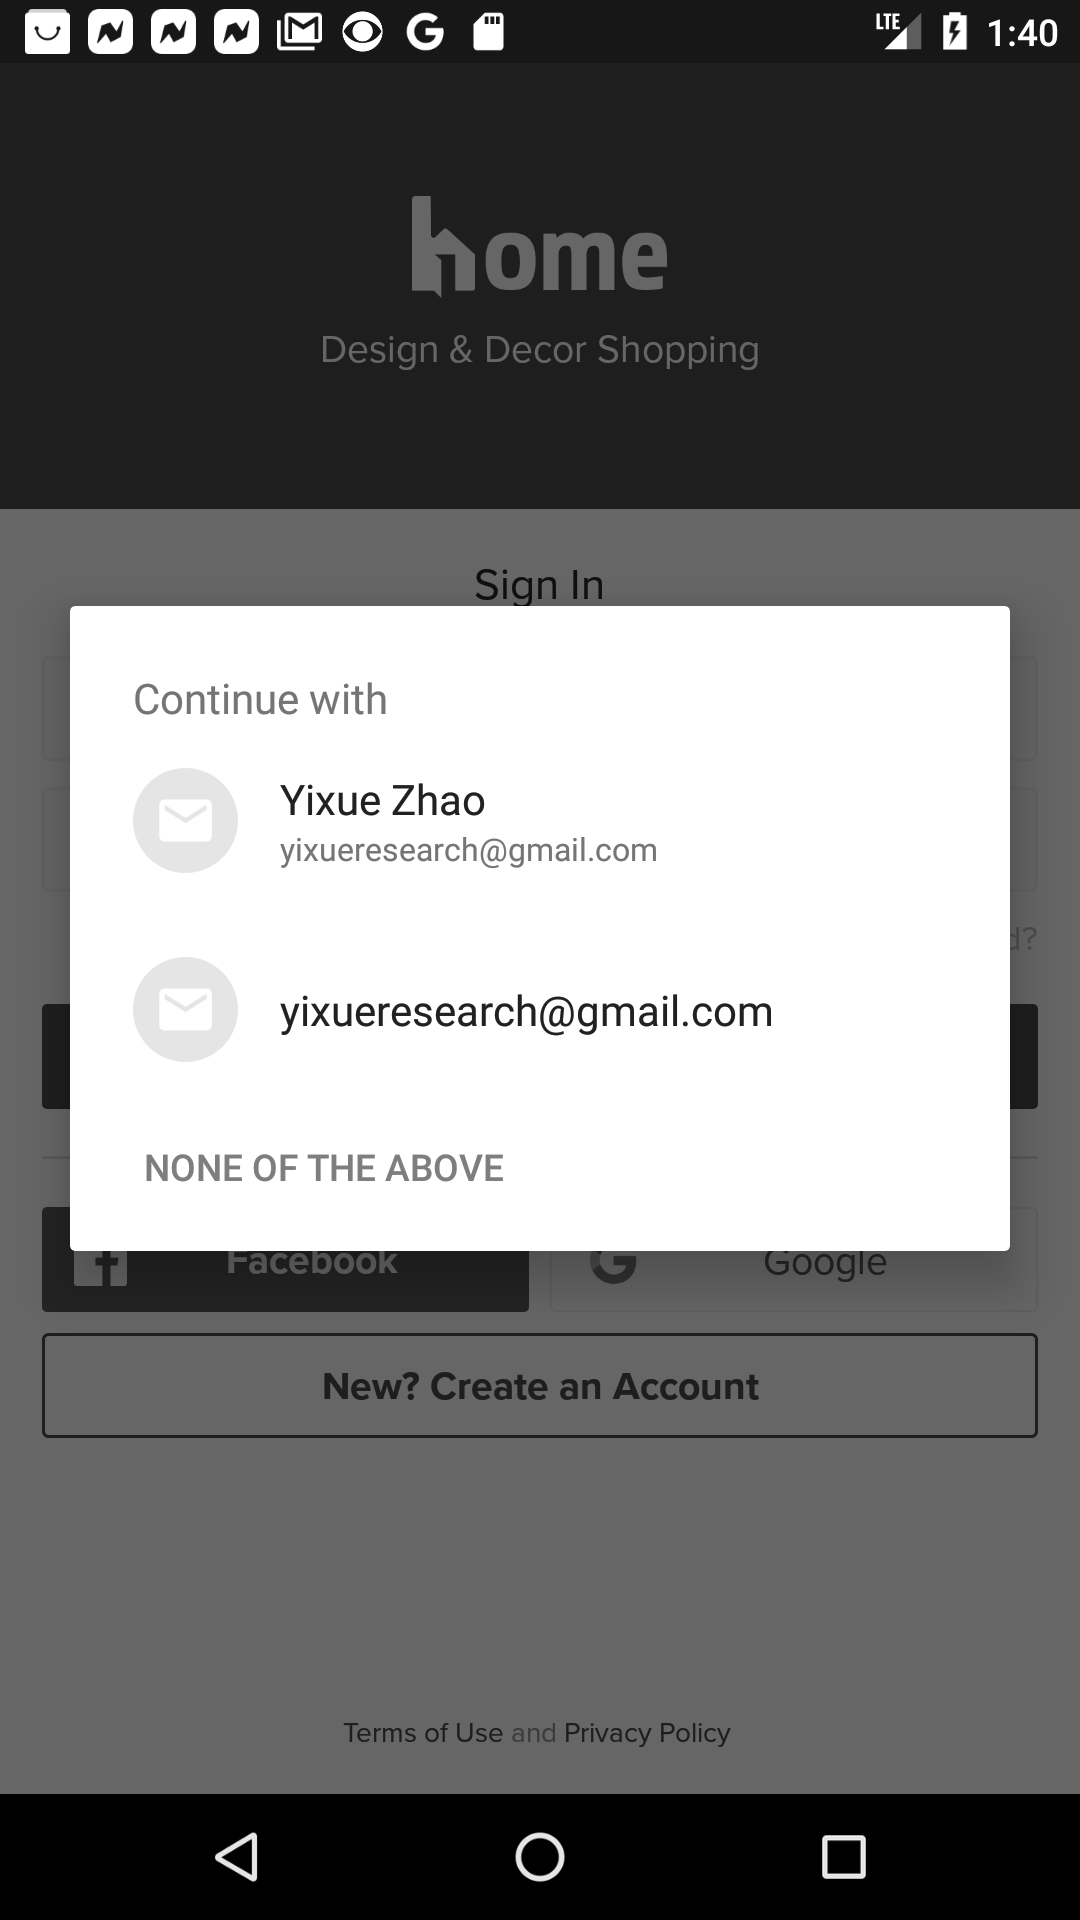 LTE 1:40
home
Design & Decor Shopping
Sign In
Continue with
Yixue Zhao
yixueresearch@gmail.com
yixueresearch@gmail.com
NONE OF THE ABOVE
Facebook
Google
New? Create an Account
Terms of Use and Privacy Policy